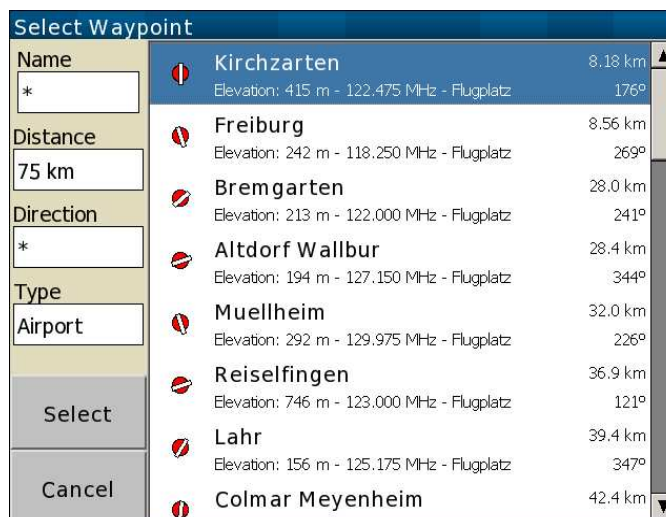 Select Waypoint
Name
*
Distance
75 km
Direction
*
Type
Airport
Select
Cancel
Kirchzarten 8.18 km
Elevation: 415 m - 122.475 MHz - Flugplatz 176°
Freiburg 8.56 km
Elevation: 242 m - 118.250 MHz - Flugplatz 269°
Bremgarten 28.0 km
Elevation: 213 m - 122.000 MHz - Flugplatz 241°
Altdorf Wallbur 28.4 km
Elevation: 194 m - 127.150 MHz - Flugplatz 344°
Muellheim 32.0 km
Elevation: 292 m - 129.975 MHz - Flugplatz 226°
Reiselfingen 36.9 km
Elevation: 746 m - 123.000 MHz - Flugplatz 121°
Lahr 39.4 km
Elevation: 156 m - 125.175 MHz - Flugplatz 347°
Colmar Meyenheim 42.4 km